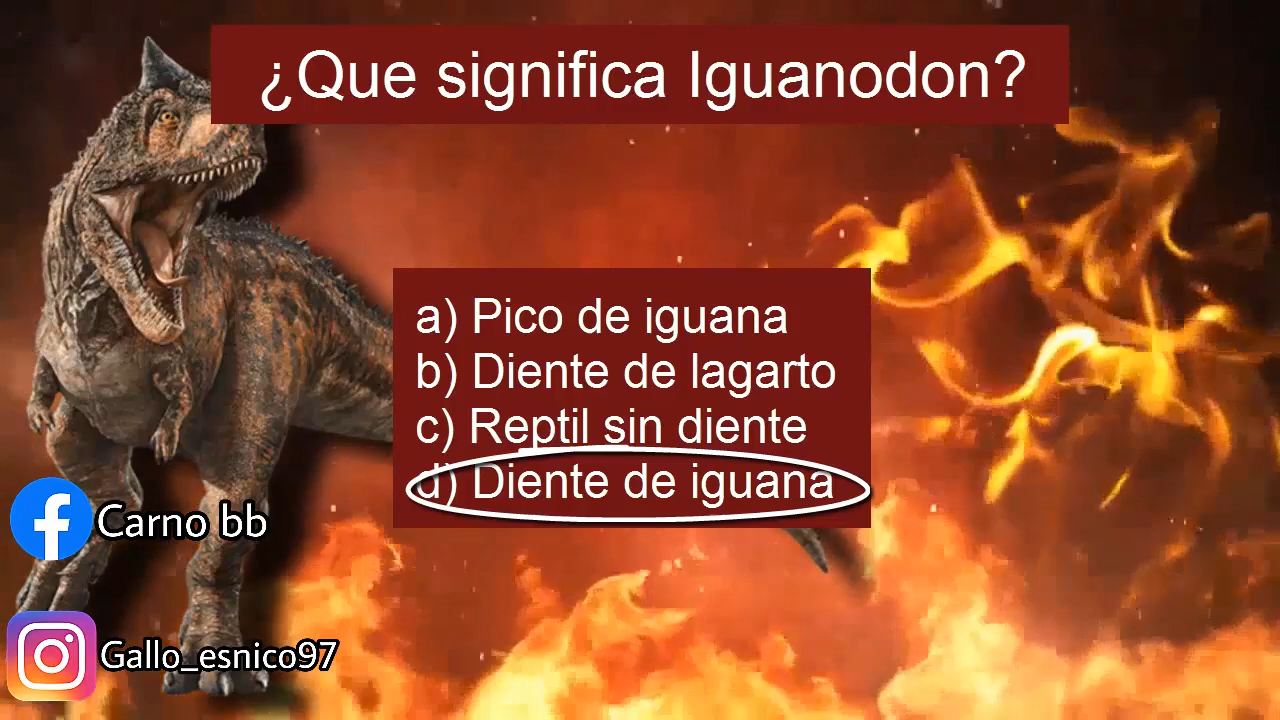 ¿Que significa Iguanodon?
a) Pico de iguana
b) Diente de lagarto
c) Reptil sin diente
d) Diente de iguana
Carno bb
Gallo_esnico97